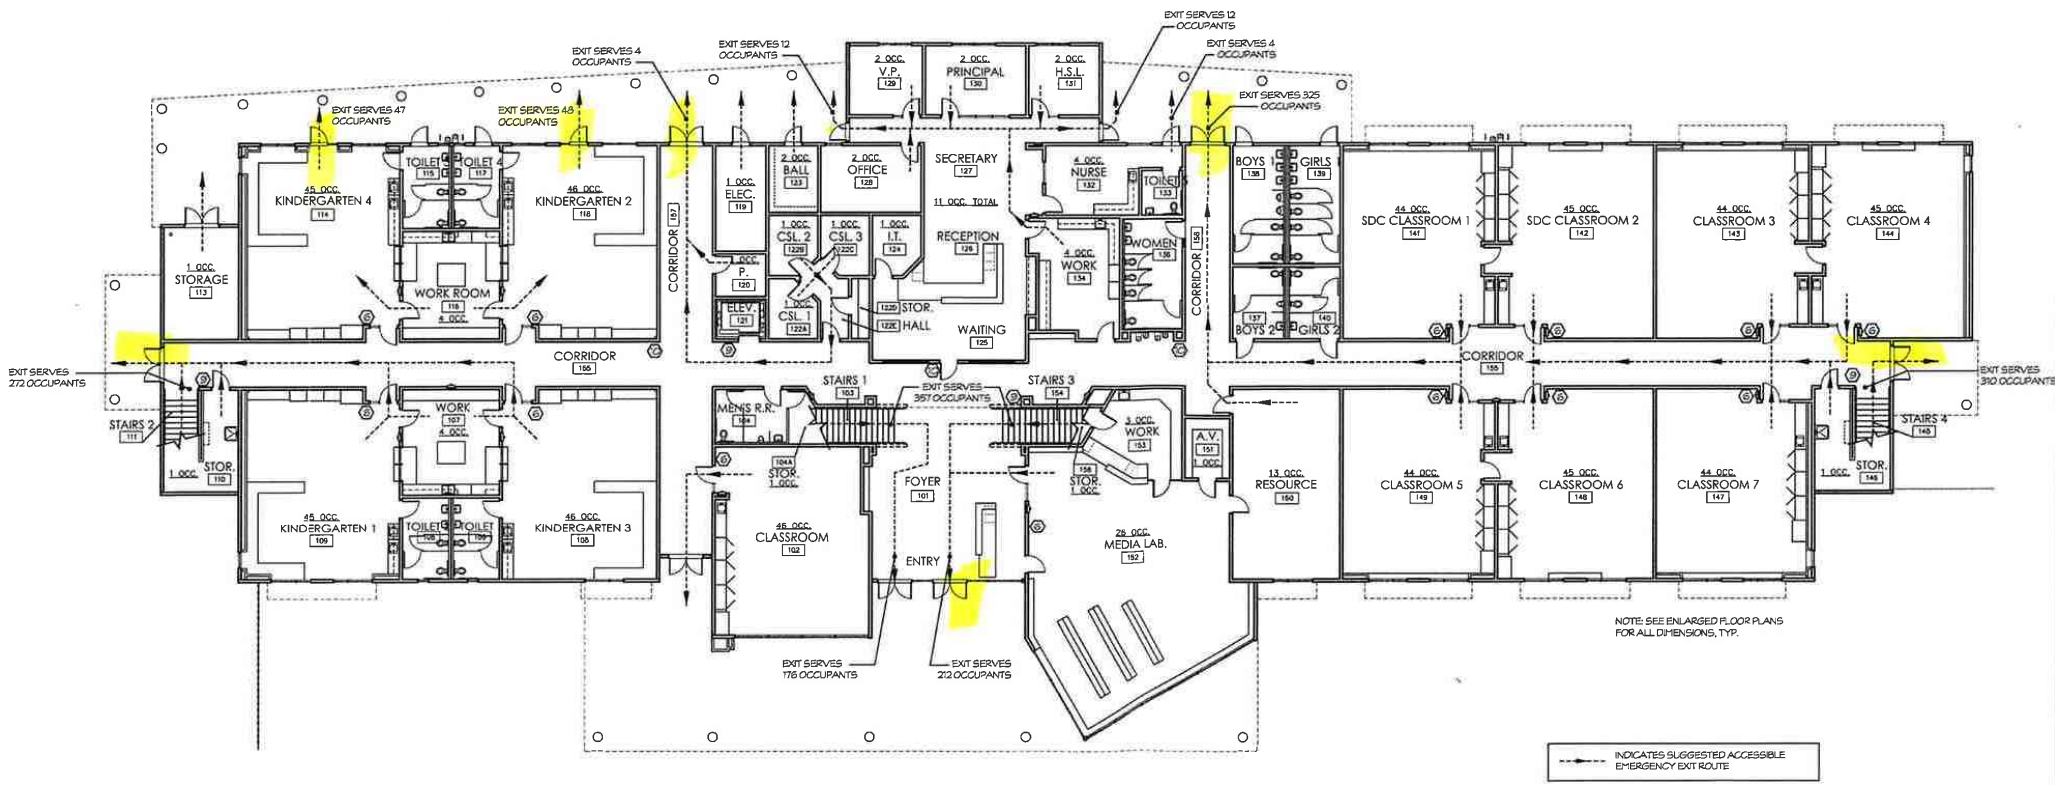 EXIT SERVES 12
OCCUPANTS
EXIT SERVES 4
OCCUPANTS
EXIT SERVES 12
OCCUPANTS
EXIT SERVES 4
OCCUPANTS
EXIT SERVES 47
OCCUPANTS
EXIT SERVES 48
OCCUPANTS
EXIT SERVES 325
OCCUPANTS
2 OCC.
V.P.
129
2 OCC.
PRINCIPAL
130
2 OCC.
H.S.L.
131
45 OCC.
KINDERGARTEN 4
114
TOILET
115
TOILET 4
117
46 OCC.
KINDERGARTEN 2
118
CORRIDOR
157
1 OCC.
ELEC.
119
2 OCC.
BALL
123
2 OCC.
OFFICE
128
SECRETARY
127
11 OCC. TOTAL
RECEPTION
126
4 OCC.
NURSE
132
TOILET
133
BOYS 1
138
GIRLS 1
139
44 OCC.
SDC CLASSROOM 1
141
45 OCC.
SDC CLASSROOM 2
142
44 OCC.
CLASSROOM 3
143
45 OCC.
CLASSROOM 4
144
1 OCC.
STORAGE
113
WORK ROOM
116
4 OCC.
1 OCC.
P.
120
ELEV.
121
1 OCC.
CSL. 2
122B
1 OCC.
CSL. 3
122C
1 OCC.
I.T.
124
1 OCC.
CSL. 1
122A
122D
STOR.
122E
HALL
WAITING
125
4 OCC.
WORK
134
WOMEN
136
CORRIDOR
158
137
BOYS 2
140
GIRLS 2
CORRIDOR
155
CORRIDOR
155
EXIT SERVES
272 OCCUPANTS
STAIRS 2
111
1 OCC.
STOR.
110
WORK
107
4 OCC.
45 OCC.
KINDERGARTEN 1
109
TOILET
TOILET
46 OCC.
KINDERGARTEN 3
108
MEN'S R.R.
104
STAIRS 1
103
EXIT SERVES
357 OCCUPANTS
STAIRS 3
154
104A
STOR.
1 OCC.
46 OCC.
CLASSROOM
102
FOYER
101
ENTRY
WORK
153
STOR.
1 OCC.
A.V.
151
1 OCC.
MEDIA LAB.
152
13 OCC.
RESOURCE
150
44 OCC.
CLASSROOM 5
149
45 OCC.
CLASSROOM 6
148
44 OCC.
CLASSROOM 7
147
EXIT SERVES
310 OCCUPANTS
STAIRS 4
145
1 OCC.
STOR.
146
EXIT SERVES
176 OCCUPANTS
EXIT SERVES
212 OCCUPANTS
NOTE: SEE ENLARGED FLOOR PLANS
FOR ALL DIMENSIONS, TYP.
INDICATES SUGGESTED ACCESSIBLE
EMERGENCY EXIT ROUTE